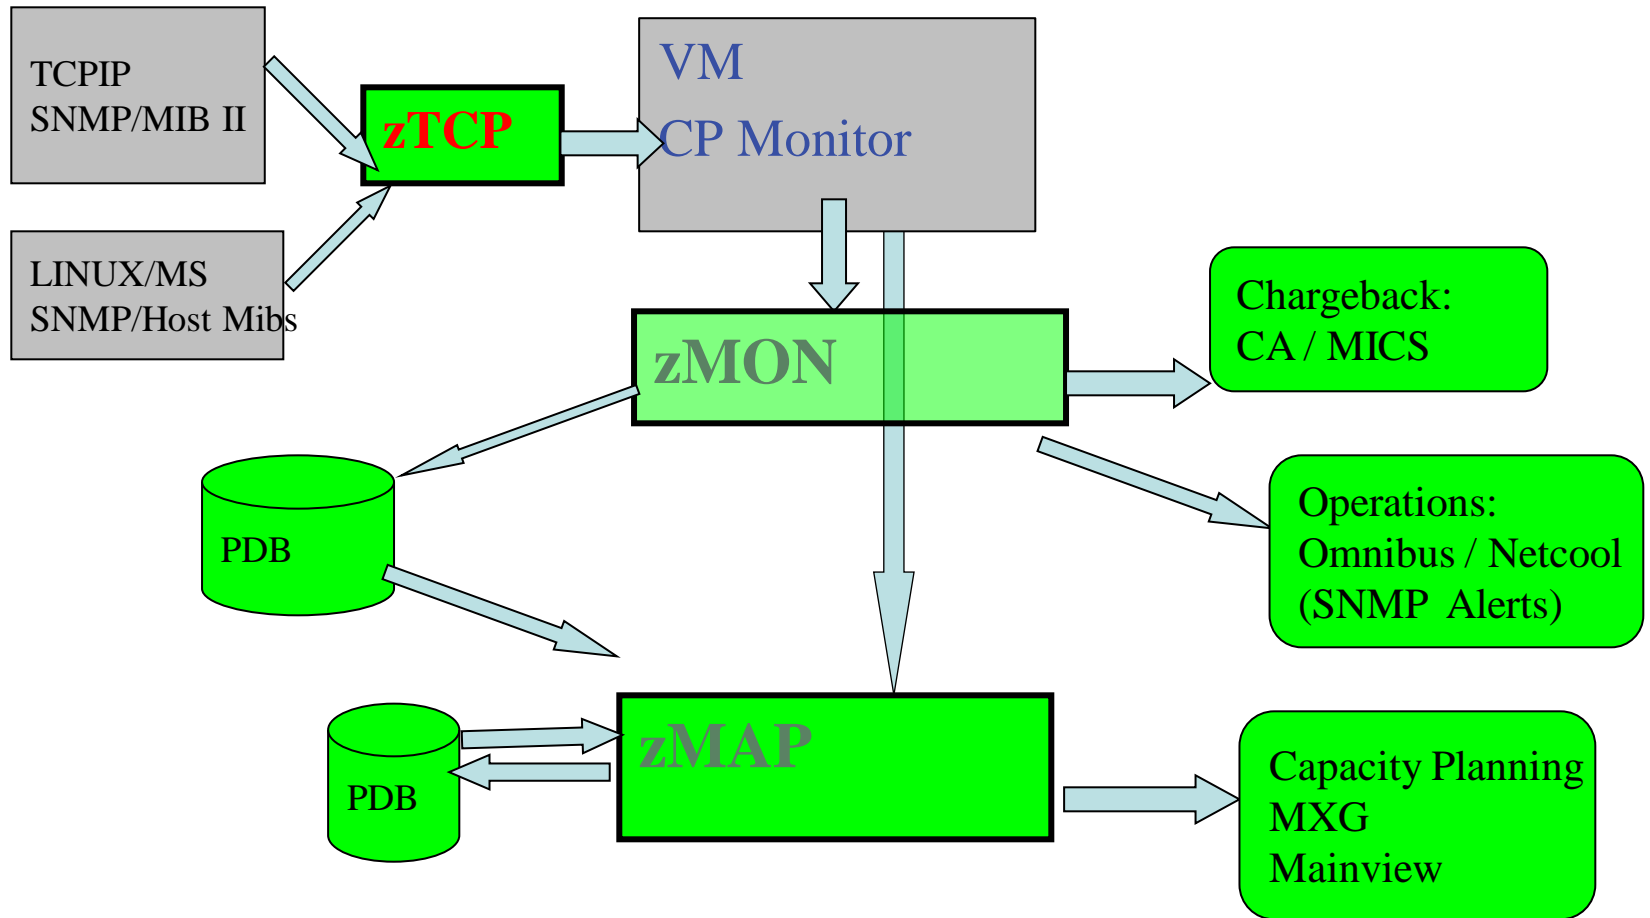 TCPIP
SNMP/MIB II
zTCP
VM
CP Monitor
LINUX/MS
SNMP/Host Mibs
Chargeback:
CA / MICS
zMON
PDB
Operations:
Omnibus / Netcool
(SNMP Alerts)
zMAP
PDB
Capacity Planning
MXG
Mainview